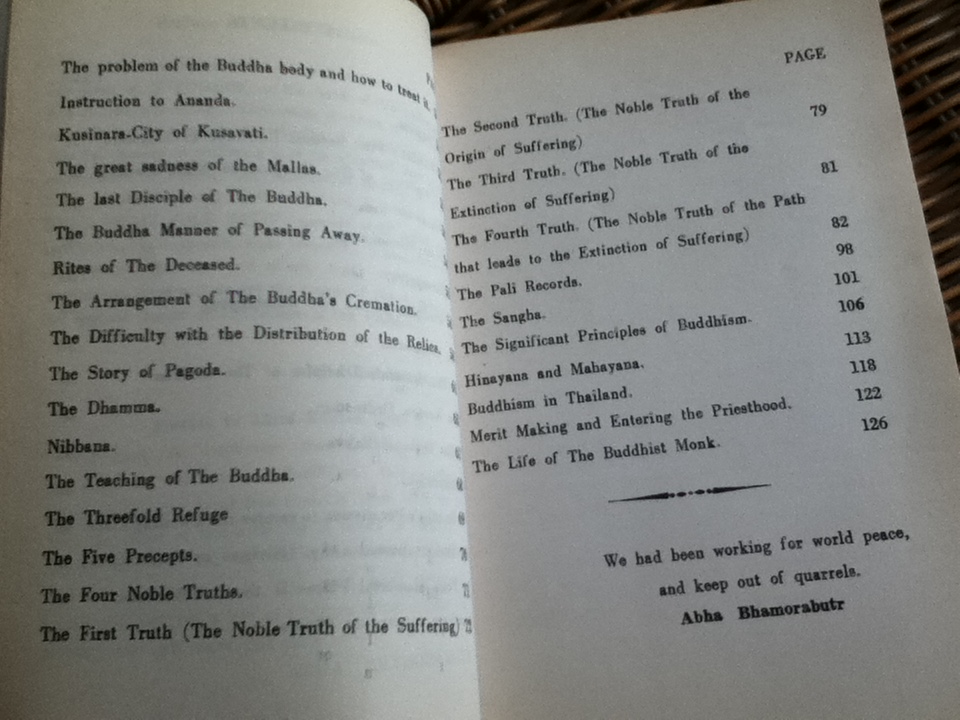 The problem of the Buddha body and how to treat it.
Instruction to Ananda.
Kusinara-City of Kusavati.
The great sadness of the Mallas.
The last Disciple of The Buddha.
The Buddha Manner of Passing Away.
Rites of The Deceased.
The Arrangement of The Buddha's Cremation.
The Difficulty with the Distribution of the Relics.
The Story of Pagoda.
The Dhamma.
Nibbana.
The Teaching of The Buddha.
The Threefold Refuge
The Five Precepts.
The Four Noble Truths.
The First Truth (The Noble Truth of the Suffering)
PAGE
The Second Truth. (The Noble Truth of the
Origin of Suffering) 79
The Third Truth. (The Noble Truth of the
Extinction of Suffering) 81
The Fourth Truth. (The Noble Truth of the Path
that leads to the Extinction of Suffering) 82
The Pali Records. 98
The Sangha. 101
The Significant Principles of Buddhism. 106
Hinayana and Mahayana. 113
Buddhism in Thailand. 118
Merit Making and Entering the Priesthood. 122
The Life of The Buddhist Monk. 126
We had been working for world peace,
and keep out of quarrels.
Abha Bhamorabutr